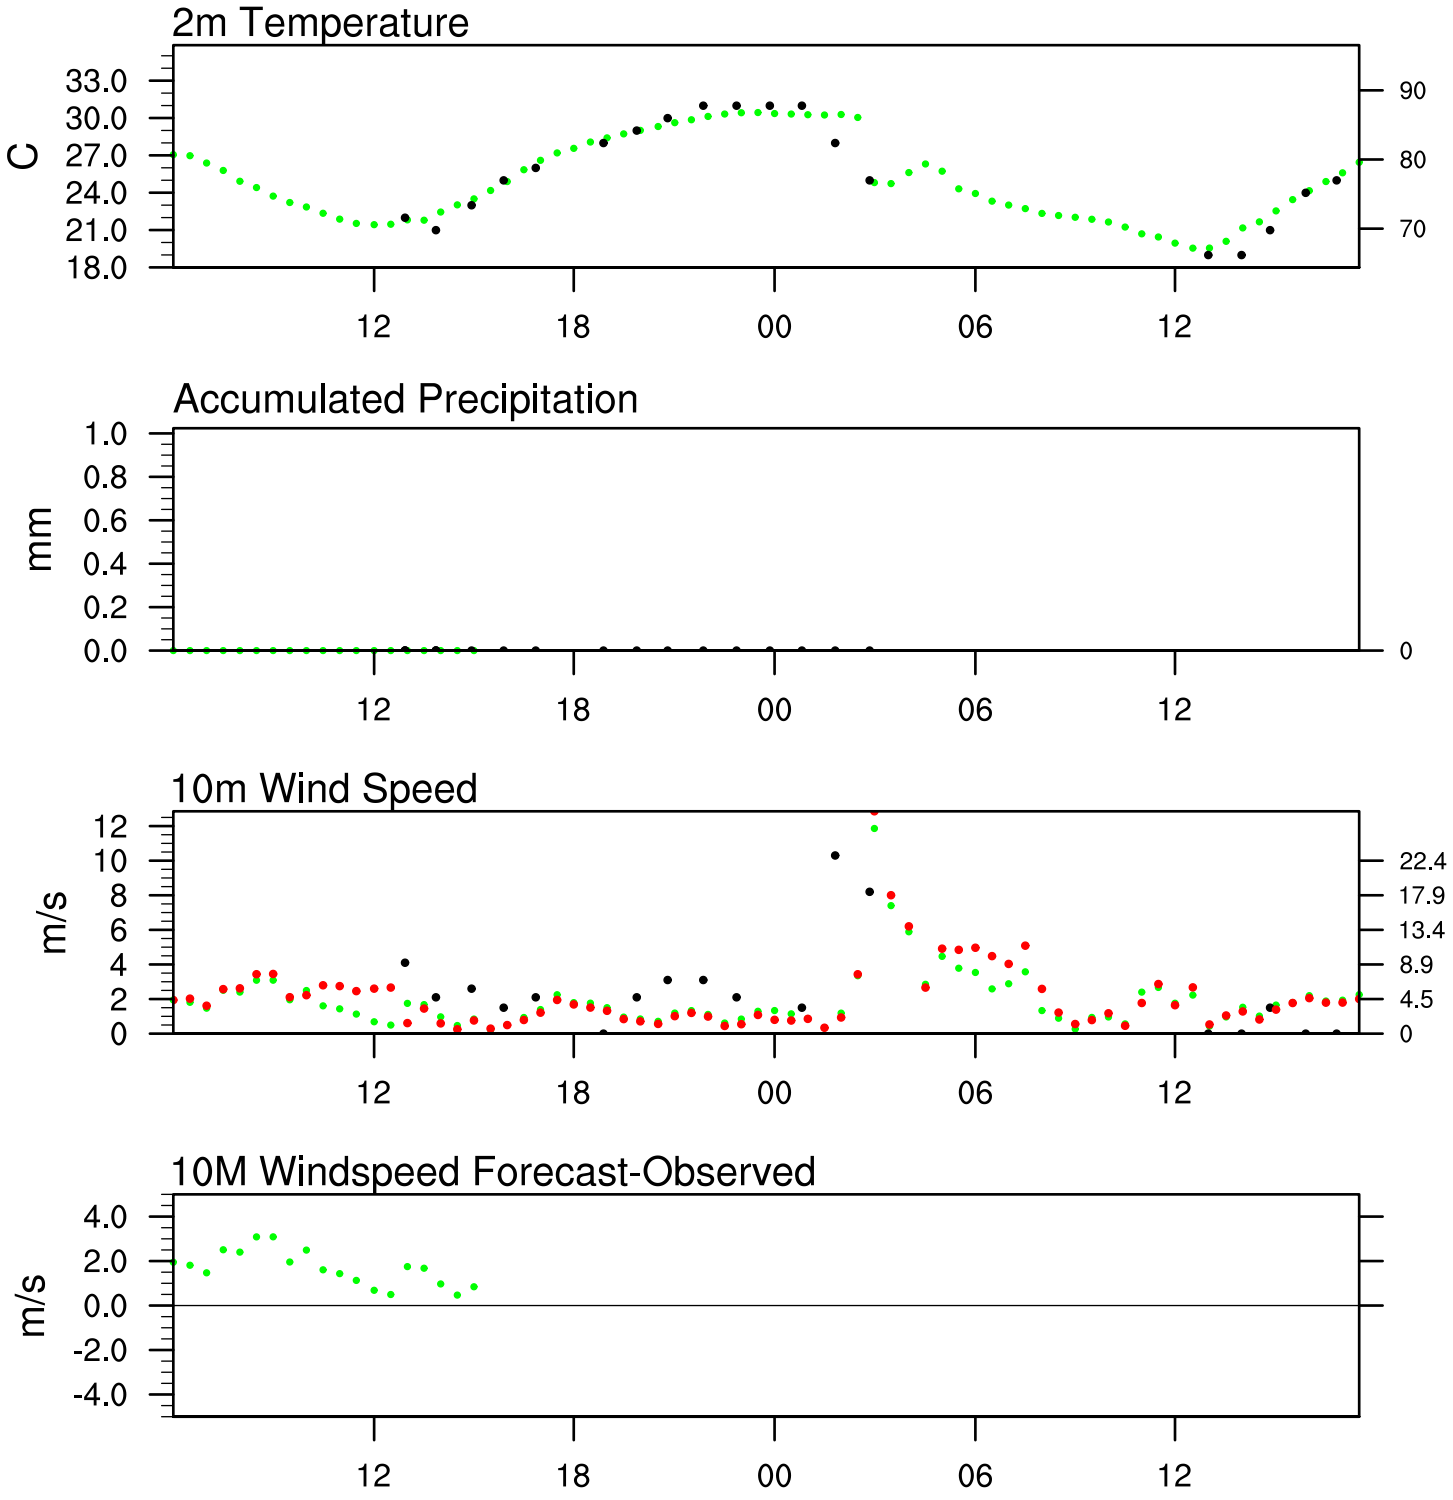 2m Temperature
C
33.0
30.0
27.0
24.0
21.0
18.0
90
80
70
12 18 00 06 12
Accumulated Precipitation
mm
1.0
0.8
0.6
0.4
0.2
0.0
0
12 18 00 06 12
10m Wind Speed
m/s
12
10
8
6
4
2
0
22.4
17.9
13.4
8.9
4.5
0
12 18 00 06 12
10M Windspeed Forecast-Observed
m/s
4.0
2.0
0.0
-2.0
-4.0
12 18 00 06 12